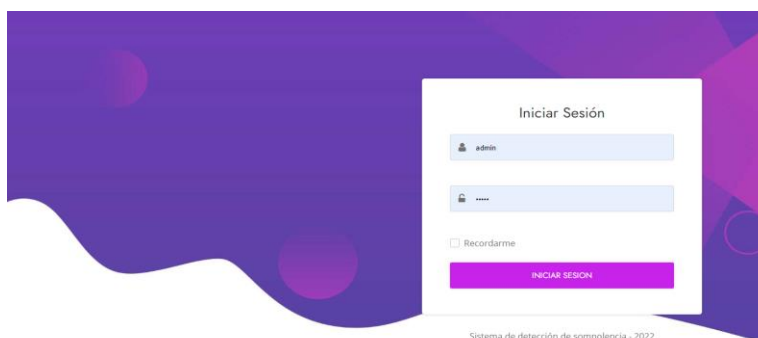 Iniciar Sesión
admin
•••••
Recordarme
INICIAR SESION
Sistema de detección de somnolencia - 2022